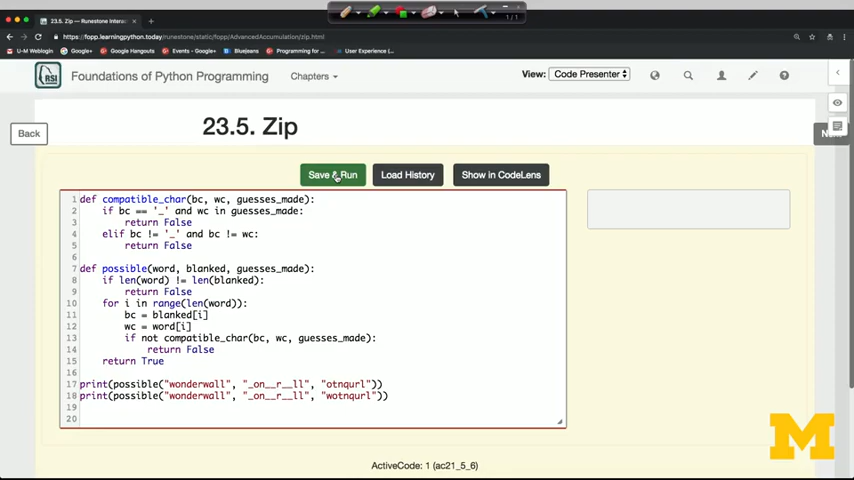 1/1
23.5. Zip — Runestone Interac
https://fopp.learningpython.today/runestone/static/fopp/AdvancedAccumulation/zip.html
U-M Weblogin Google+ Google Hangouts Events - Google+ Bluejeans Programming for ... User Experience (...
RSI Foundations of Python Programming Chapters View: Code Presenter
Back
23.5. Zip
Save & Run Load History Show in CodeLens
1 def compatible_char(bc, wc, guesses_made):
2 if bc == '_' and wc in guesses_made:
3 return False
4 elif bc != '_' and bc != wc:
5 return False
6
7 def possible(word, blanked, guesses_made):
8 if len(word) != len(blanked):
9 return False
10 for i in range(len(word)):
11 bc = blanked[i]
12 wc = word[i]
13 if not compatible_char(bc, wc, guesses_made):
14 return False
15 return True
16
17 print(possible("wonderwall", "_on__r__ll", "otnqurl"))
18 print(possible("wonderwall", "_on__r__ll", "wotnqurl"))
19
20
M
ActiveCode: 1 (ac21_5_6)